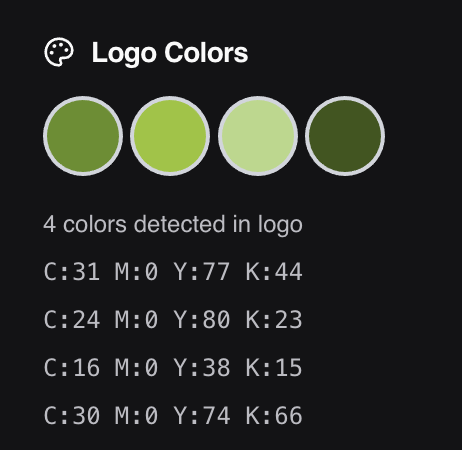 Logo Colors
4 colors detected in logo
C:31 M:0 Y:77 K:44
C:24 M:0 Y:80 K:23
C:16 M:0 Y:38 K:15
C:30 M:0 Y:74 K:66